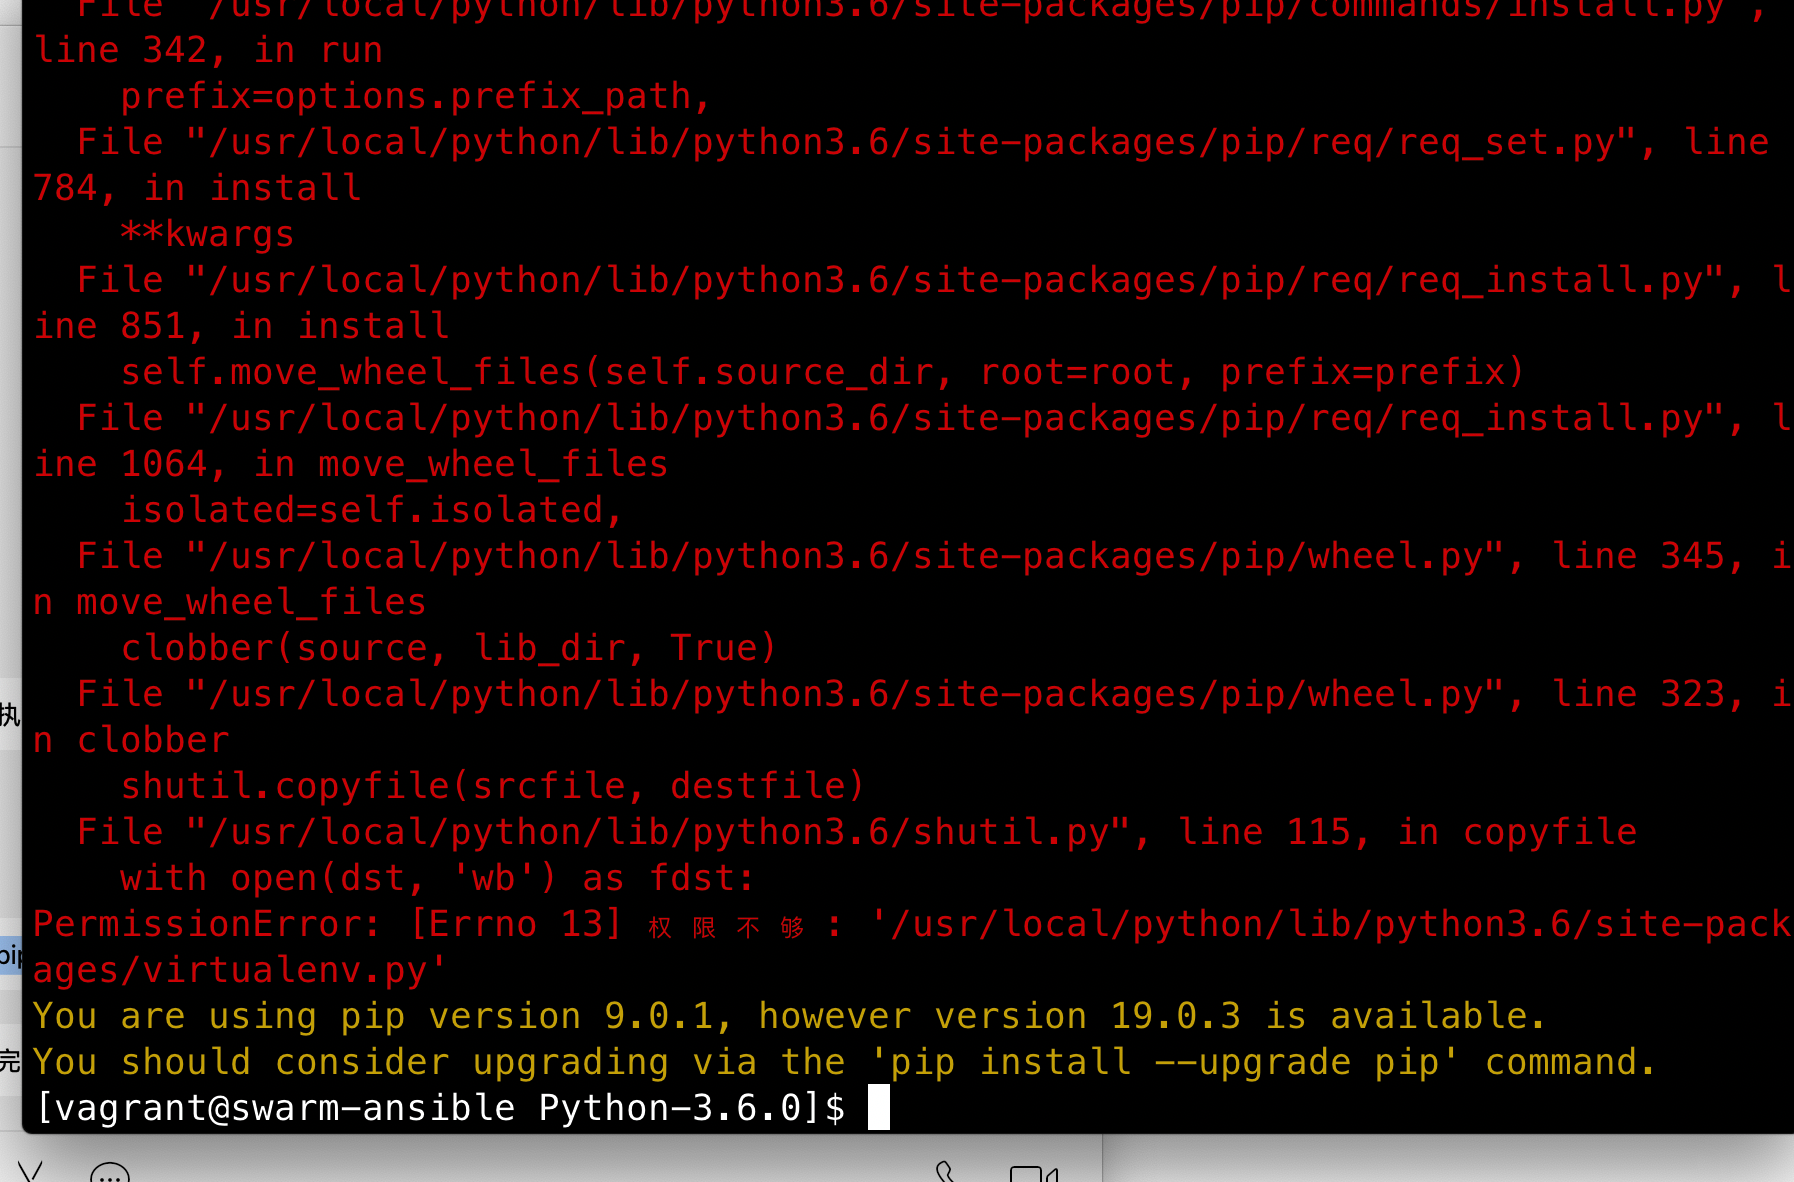 File "/usr/local/python/lib/python3.6/site-packages/pip/commands/install.py",
line 342, in run
prefix=options.prefix_path,
File "/usr/local/python/lib/python3.6/site-packages/pip/req/req_set.py", line
784, in install
**kwargs
File "/usr/local/python/lib/python3.6/site-packages/pip/req/req_install.py", l
ine 851, in install
self.move_wheel_files(self.source_dir, root=root, prefix=prefix)
File "/usr/local/python/lib/python3.6/site-packages/pip/req/req_install.py", l
ine 1064, in move_wheel_files
isolated=self.isolated,
File "/usr/local/python/lib/python3.6/site-packages/pip/wheel.py", line 345, i
n move_wheel_files
clobber(source, lib_dir, True)
File "/usr/local/python/lib/python3.6/site-packages/pip/wheel.py", line 323, i
执
n clobber
shutil.copyfile(srcfile, destfile)
File "/usr/local/python/lib/python3.6/shutil.py", line 115, in copyfile
with open(dst, 'wb') as fdst:
PermissionError: [Errno 13] 权限不够: '/usr/local/python/lib/python3.6/site-pack
pip
ages/virtualenv.py'
You are using pip version 9.0.1, however version 19.0.3 is available.
完
You should consider upgrading via the 'pip install --upgrade pip' command.
[vagrant@swarm-ansible Python-3.6.0]$